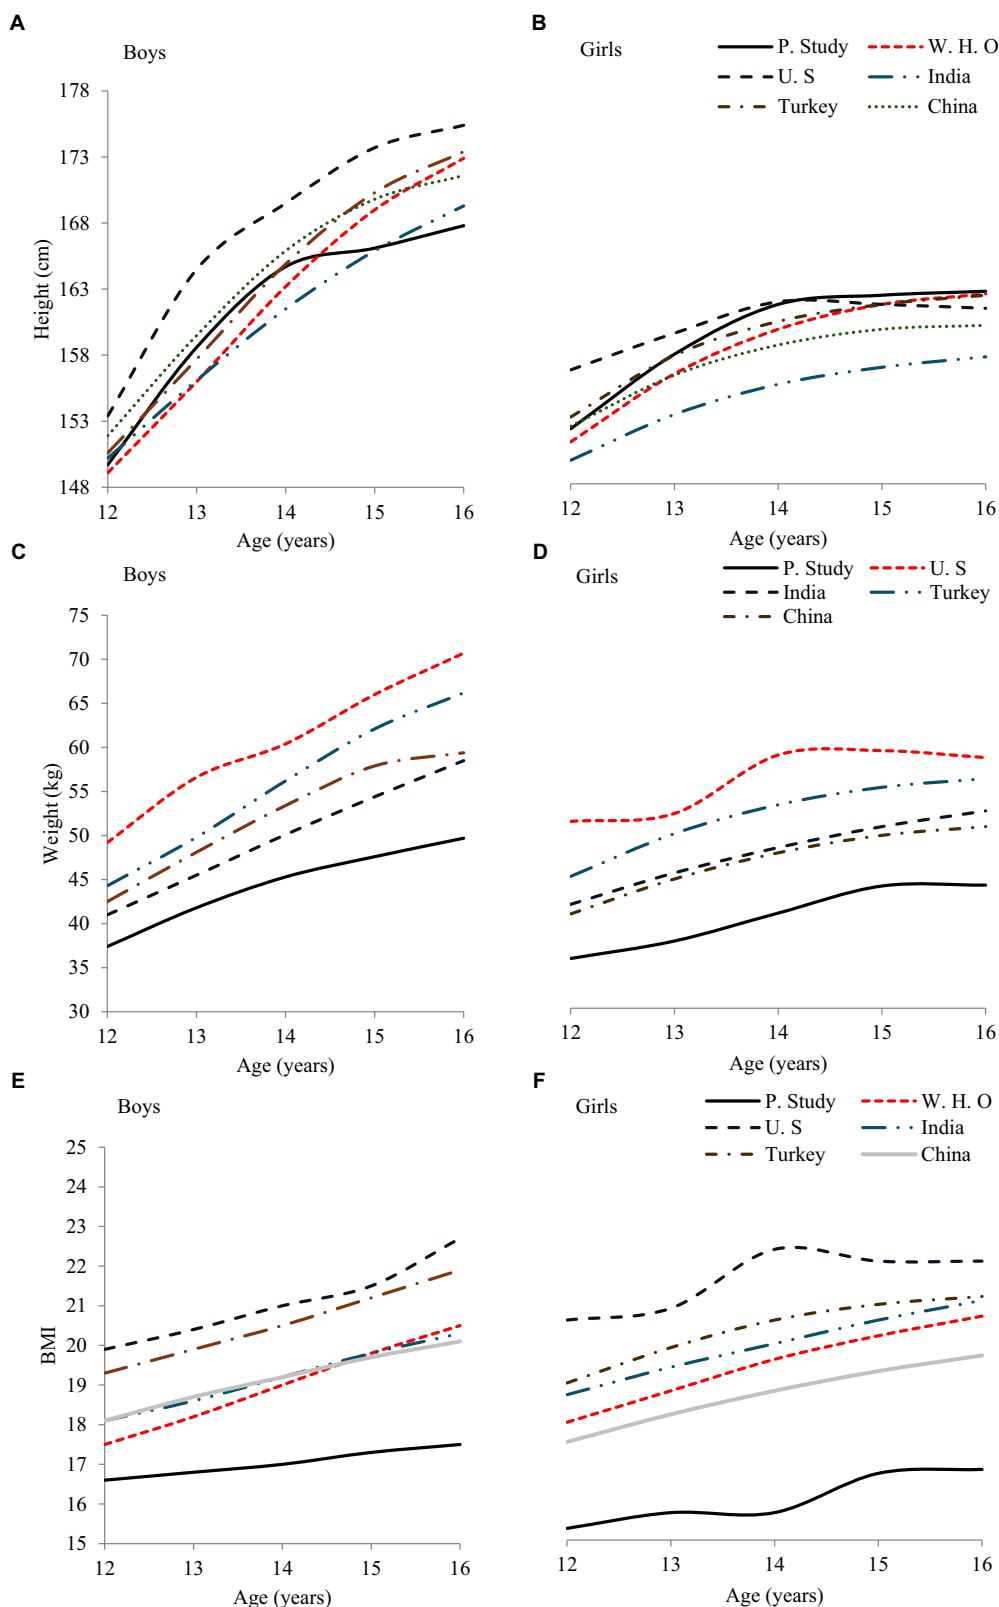 A
Boys
178
173
168
163
158
153
148
Height (cm)
12 13 14 15 16
Age (years)
B
Girls
P. Study W. H. O
U. S India
Turkey China
12 13 14 15 16
Age (years)
C
Boys
75
70
65
60
55
50
45
40
35
30
Weight (kg)
12 13 14 15 16
Age (years)
D
Girls
P. Study U. S
India Turkey
China
12 13 14 15 16
Age (years)
E
Boys
25
24
23
22
21
20
19
18
17
16
15
BMI
12 13 14 15 16
Age (years)
F
Girls
P. Study W. H. O
U. S India
Turkey China
12 13 14 15 16
Age (years)